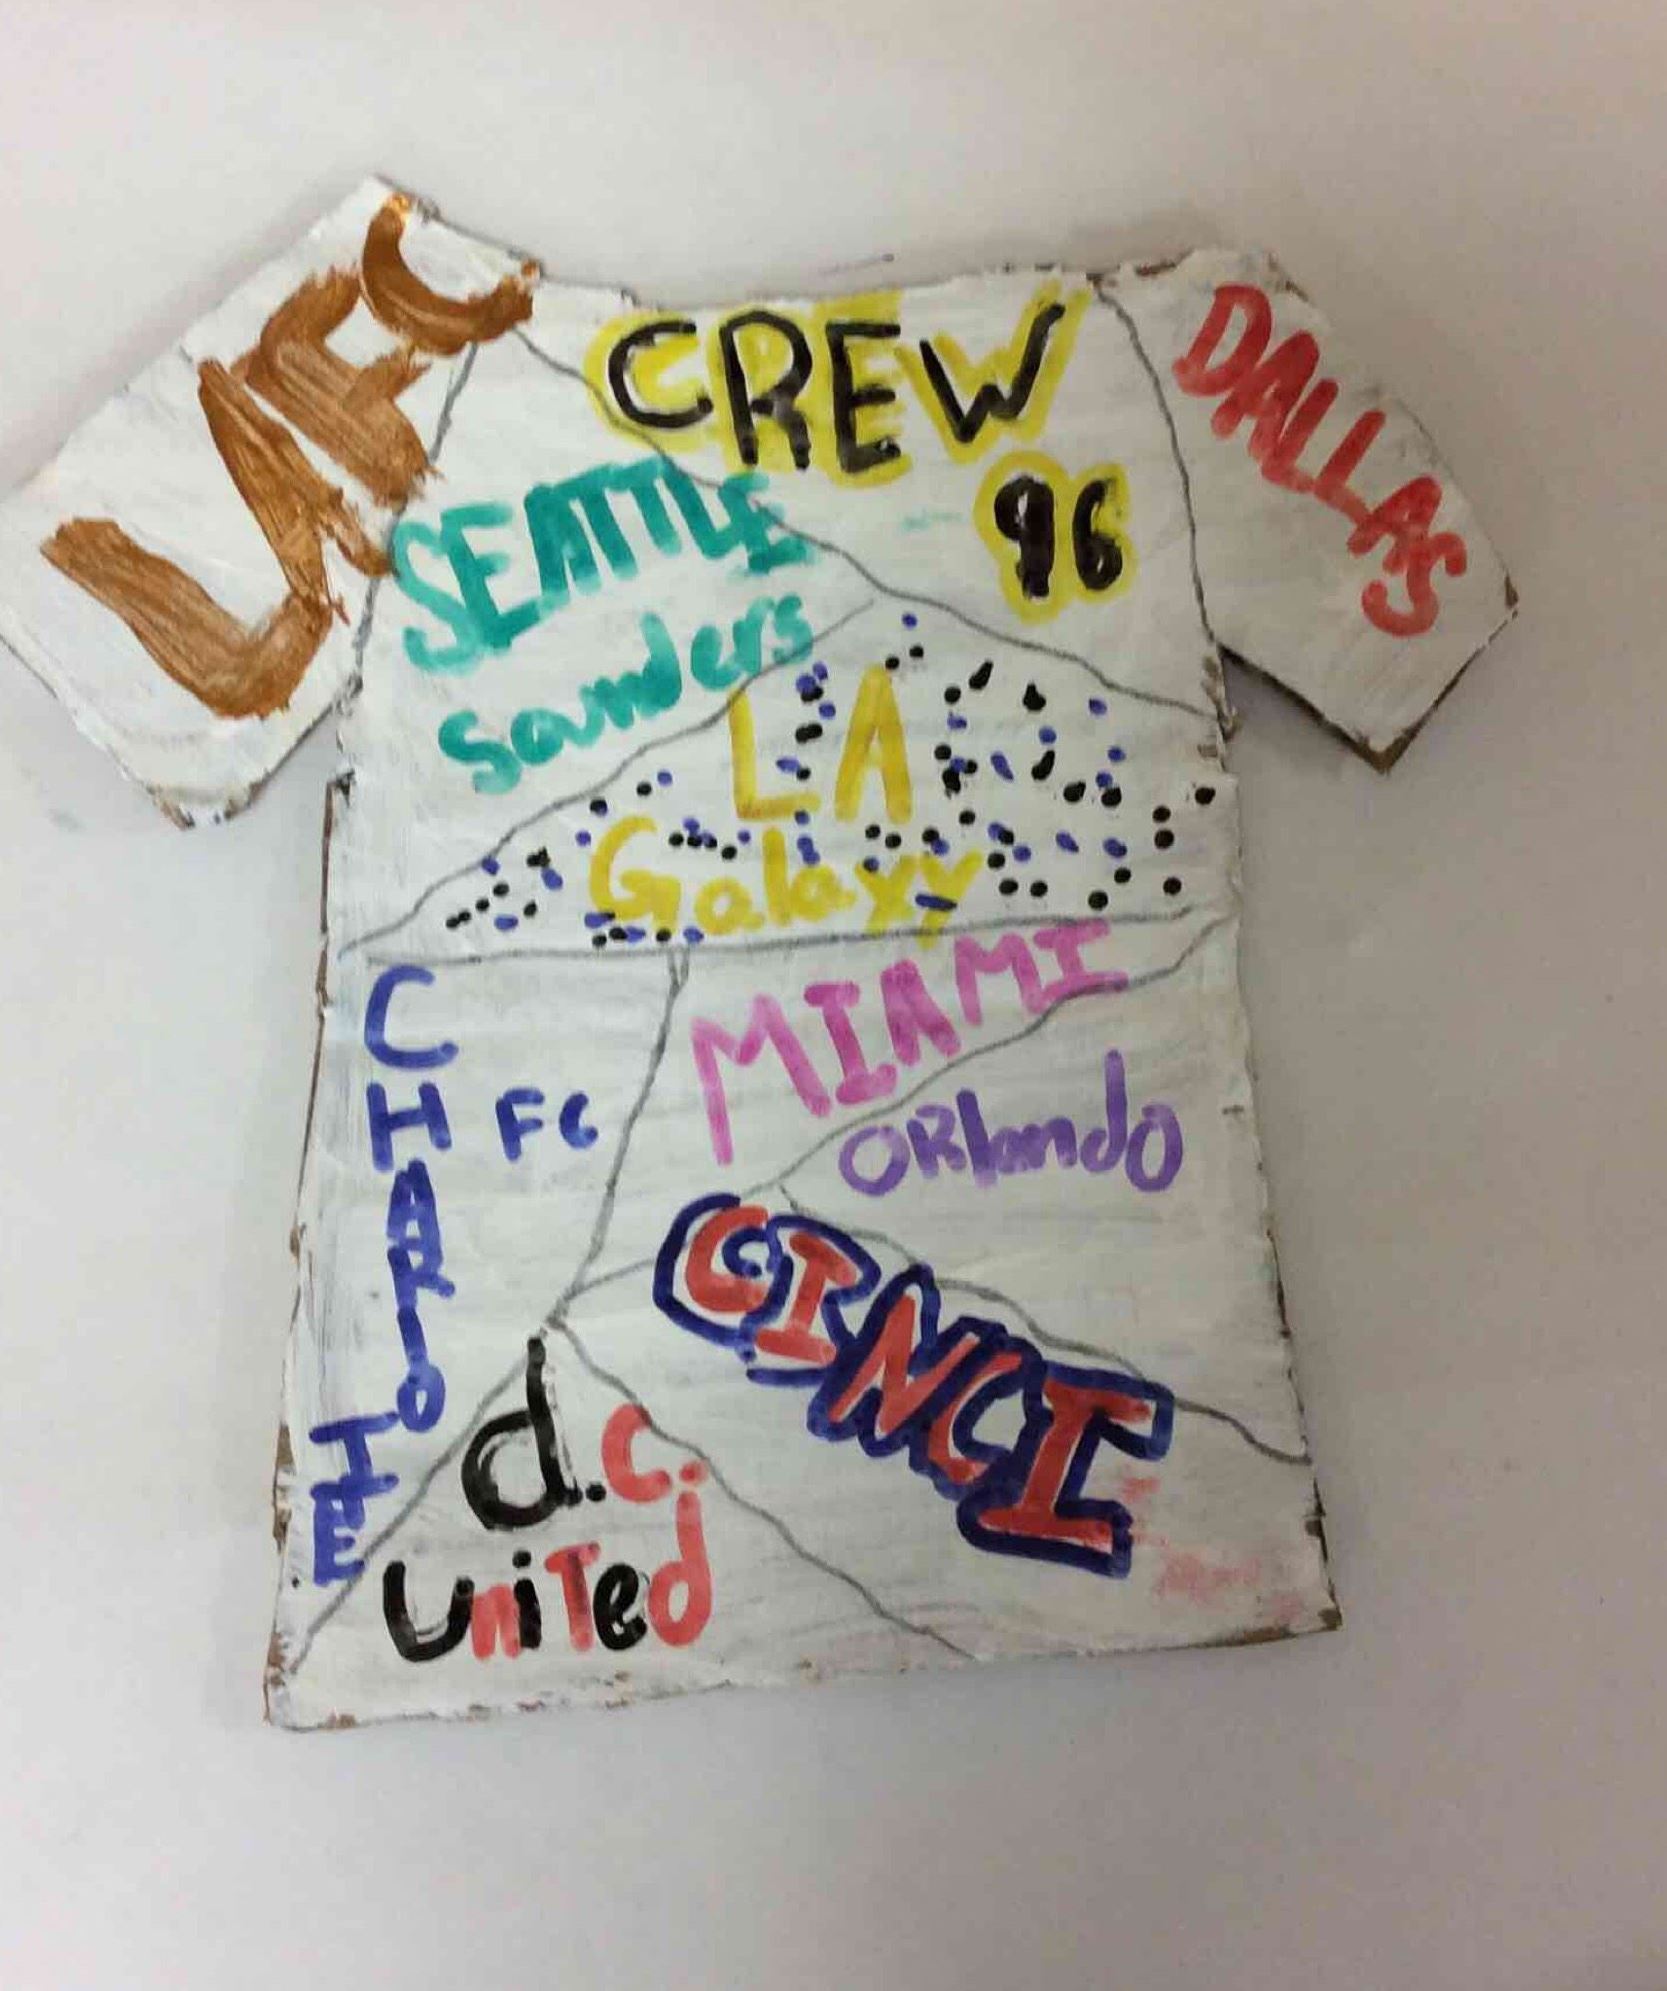 LAFC
CREW
96
DALLAS
SEATTLE
Sounders
LA
Galaxy
CHARlOTTE
FC
MIAMI
ORlandO
CINCI
d.c.
UniTed